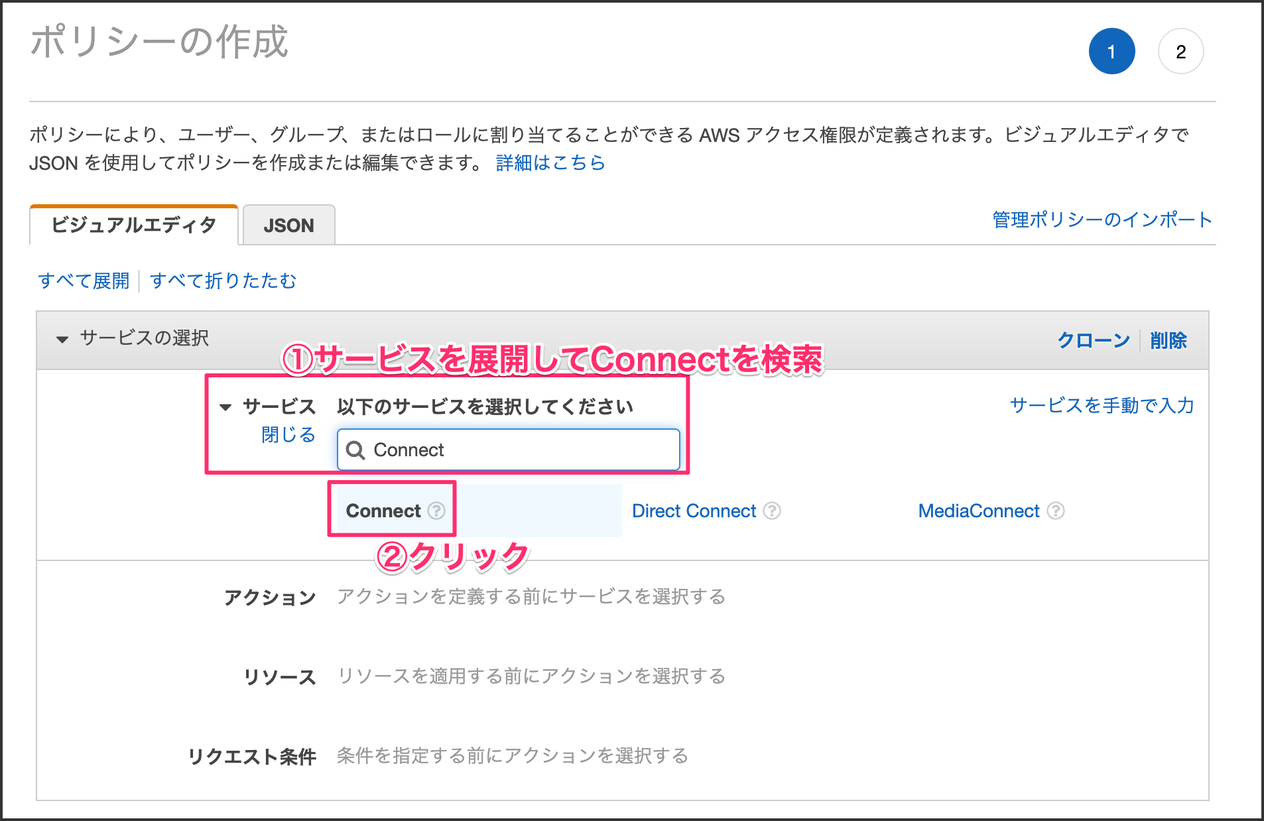 ポリシーの作成
1
2
ポリシーにより、ユーザー、グループ、またはロールに割り当てることができる AWS アクセス権限が定義されます。ビジュアルエディタで
JSON を使用してポリシーを作成または編集できます。 詳細はこちら
ビジュアルエディタ
JSON
管理ポリシーのインポート
すべて展開
すべて折りたたむ
サービスの選択
クローン
削除
①サービスを展開してConnectを検索
サービス
以下のサービスを選択してください
サービスを手動で入力
閉じる
Connect
Connect ?
Direct Connect ?
MediaConnect ?
②クリック
アクション
アクションを定義する前にサービスを選択する
リソース
リソースを適用する前にアクションを選択する
リクエスト条件
条件を指定する前にアクションを選択する